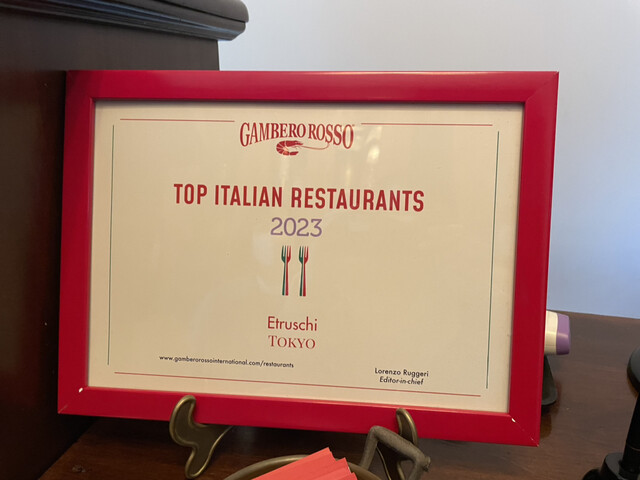 GAMBERO ROSSO
TOP ITALIAN RESTAURANTS
2023
Etruschi
TOKYO
www.gamberorossointernational.com/restaurants
Lorenzo Ruggeri
Editor-in-chief